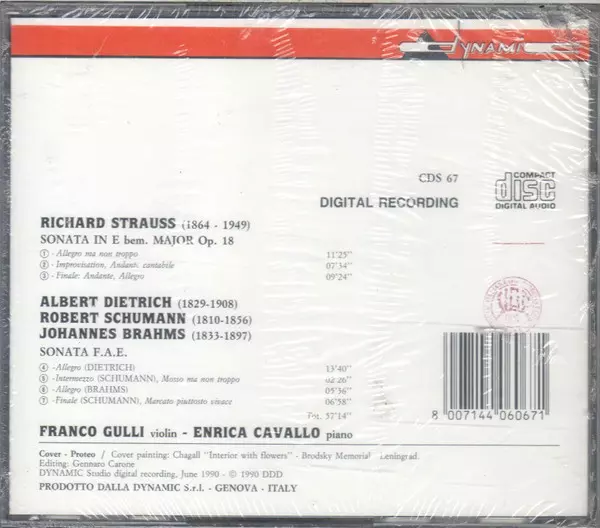 DYNAMIC
CDS 67
COMPACT
disc
DIGITAL AUDIO
DIGITAL RECORDING
RICHARD STRAUSS (1864 - 1949)
SONATA IN E bem. MAJOR Op. 18
① - Allegro ma non troppo 11'25"
② - Improvisation, Andante cantabile 07'34"
③ - Finale: Andante, Allegro 09'24"
ALBERT DIETRICH (1829-1908)
ROBERT SCHUMANN (1810-1856)
JOHANNES BRAHMS (1833-1897)
SONATA F.A.E.
④ -Allegro (DIETRICH) 13'40"
⑤ -Intermezzo (SCHUMANN), Mosso ma non troppo 02'26"
⑥ -Allegro (BRAHMS) 05'36"
⑦ -Finale (SCHUMANN), Marcato piuttosto vivace 06'58"
Tot. 57'14"
8 007144 060671
FRANCO GULLI violin - ENRICA CAVALLO piano
Cover - Proteo / Cover painting: Chagall "Interior with flowers" - Brodsky Memorial Leningrad.
Editing: Gennaro Carone
DYNAMIC Studio digital recording, June 1990 - © 1990 DDD
PRODOTTO DALLA DYNAMIC S.r.l. - GENOVA - ITALY